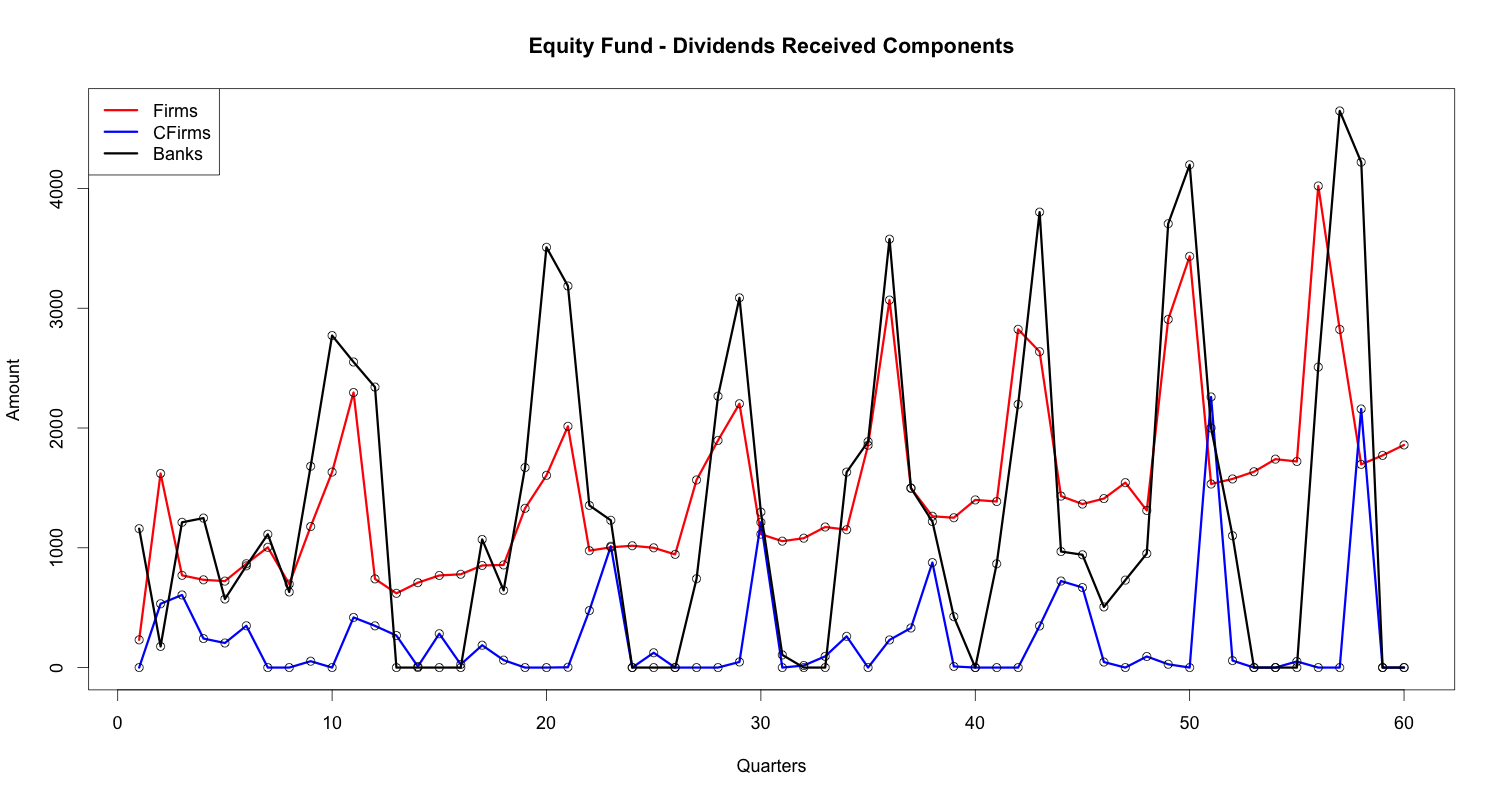 Equity Fund - Dividends Received Components
Firms
CFirms
Banks
Amount
4000
3000
2000
1000
0
0 10 20 30 40 50 60
Quarters